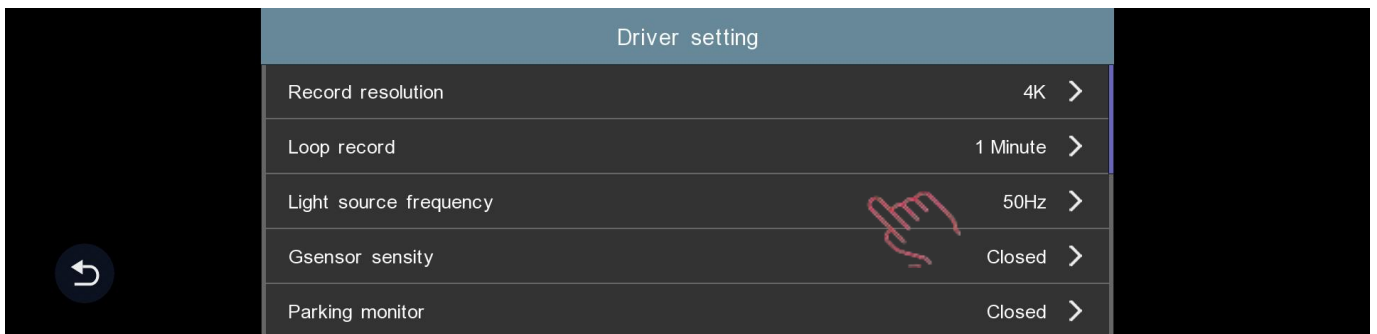 Driver setting
Record resolution 4K
Loop record 1 Minute
Light source frequency 50Hz
Gsensor sensity Closed
Parking monitor Closed